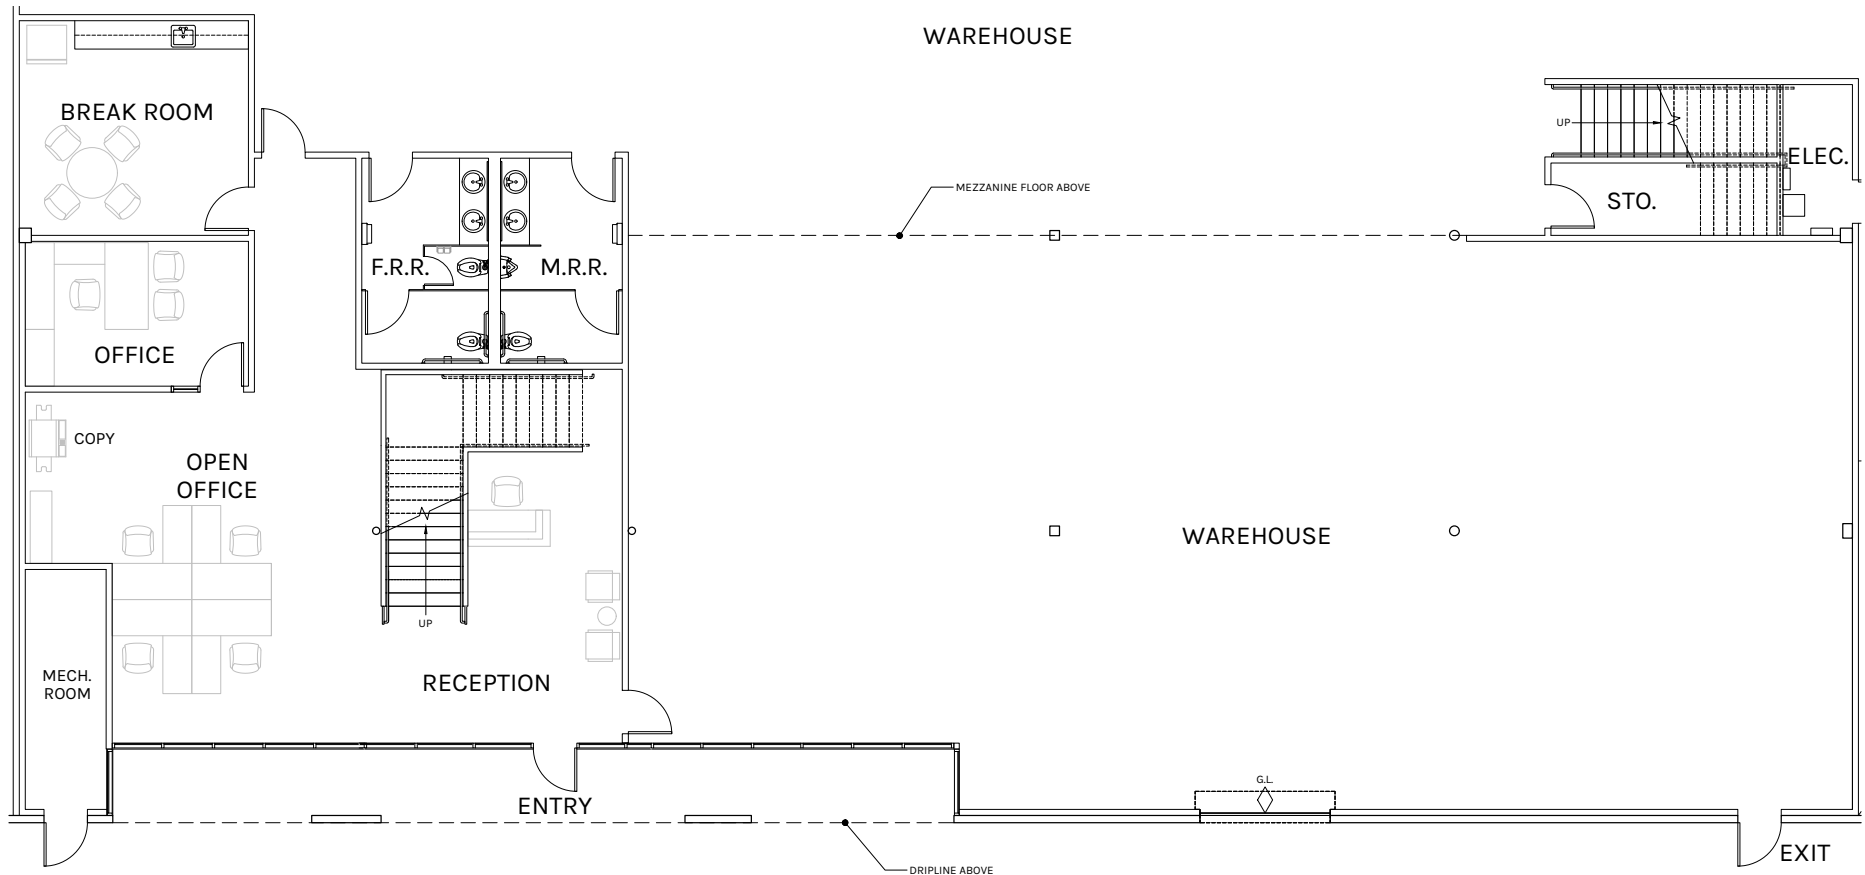 WAREHOUSE
BREAK ROOM
UP
ELEC.
MEZZANINE FLOOR ABOVE
STO.
F.R.R.
M.R.R.
OFFICE
COPY
OPEN
OFFICE
WAREHOUSE
UP
MECH.
ROOM
RECEPTION
G.L.
ENTRY
EXIT
DRIPLINE ABOVE